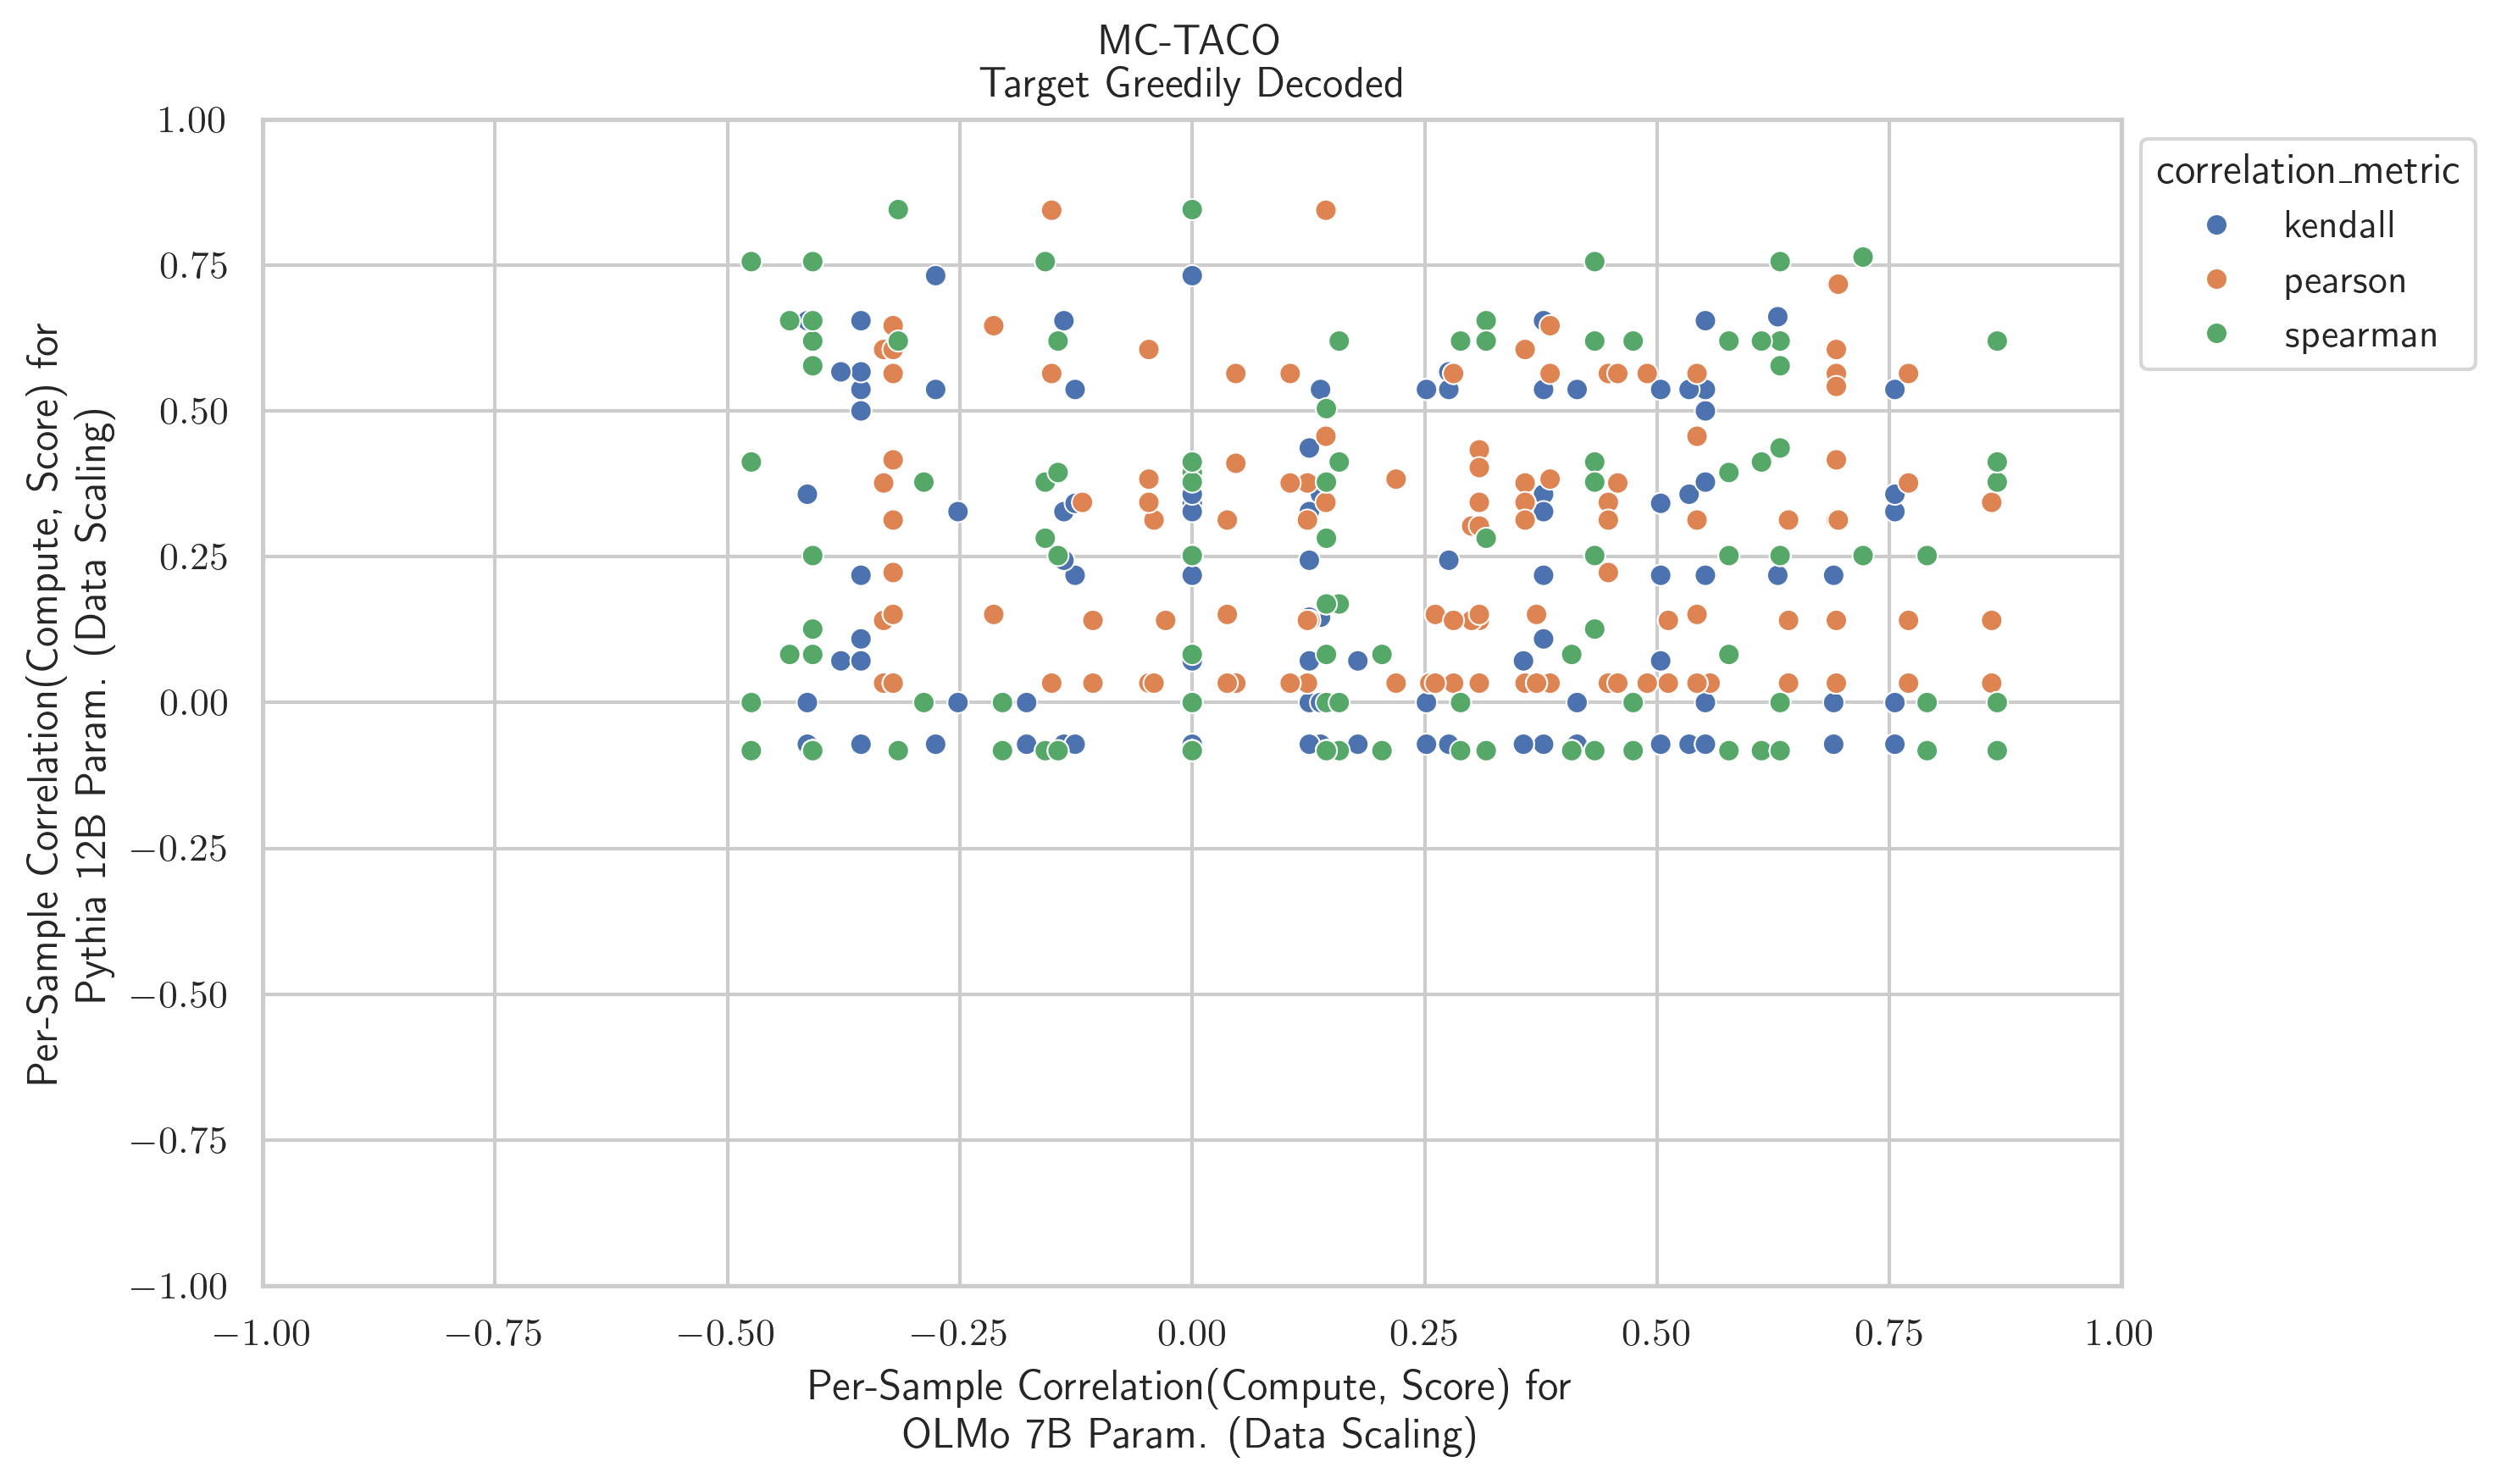 MC-TACO
Target Greedily Decoded
Per-Sample Correlation(Compute, Score) for
Pythia 12B Param. (Data Scaling)
1.00
0.75
0.50
0.25
0.00
−0.25
−0.50
−0.75
−1.00
−1.00 −0.75 −0.50 −0.25 0.00 0.25 0.50 0.75 1.00
Per-Sample Correlation(Compute, Score) for
OLMo 7B Param. (Data Scaling)
correlation_metric
kendall
pearson
spearman